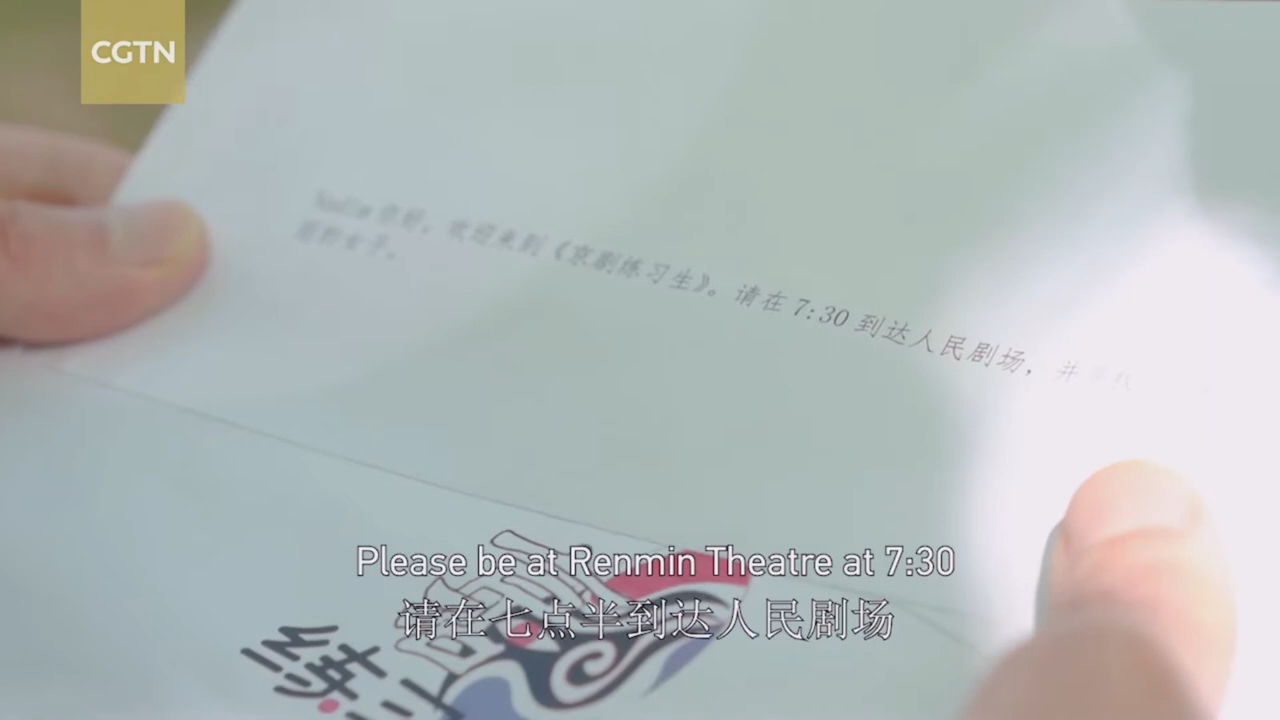 CGTN
你好，欢迎来到《京剧练习生》。请在 7:30 到达人民剧场，并
Please be at Renmin Theatre at 7:30
请在七点半到达人民剧场
练